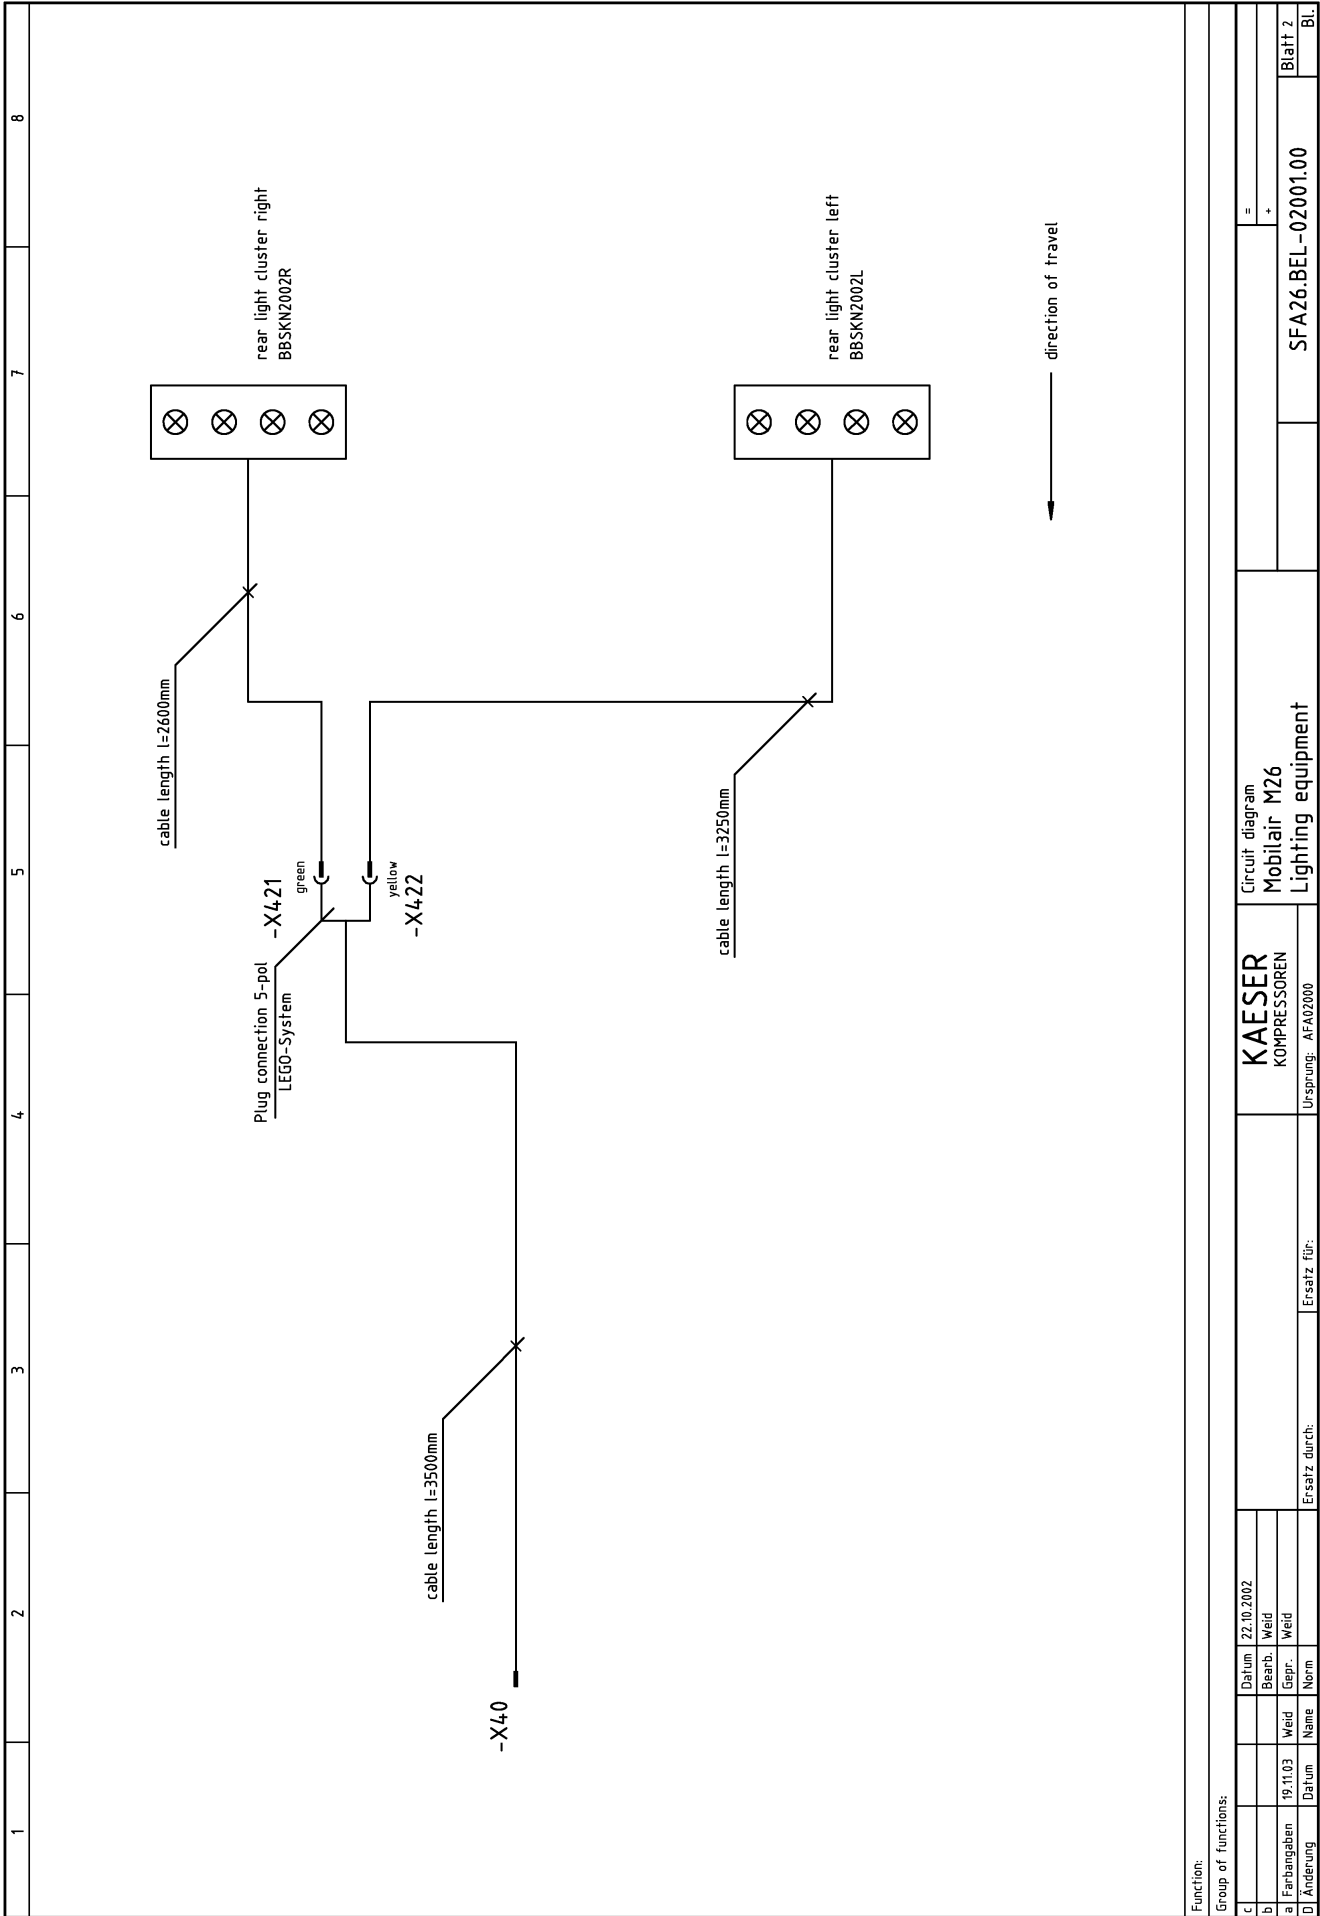 1
2
3
4
5
6
7
8
rear light cluster right
BBSKN2002R
cable length l=2600mm
-X421
green
Plug connection 5-pol
LEGO-System
yellow
-X422
cable length l=3500mm
-X40
cable length l=3250mm
rear light cluster left
BBSKN2002L
direction of travel
Function:
Group of functions:
c
b
a Farbangaben 19.11.03 Weid
D Änderung Datum Name
Datum 22.10.2002
Bearb. Weid
Gepr. Weid
Norm
Ersatz durch:
Ersatz für:
KAESER
KOMPRESSOREN
Ursprung: AFA02000
Circuit diagram
Mobilair M26
Lighting equipment
=
+
SFA26.BEL-02001.00
Blatt 2
Bl.